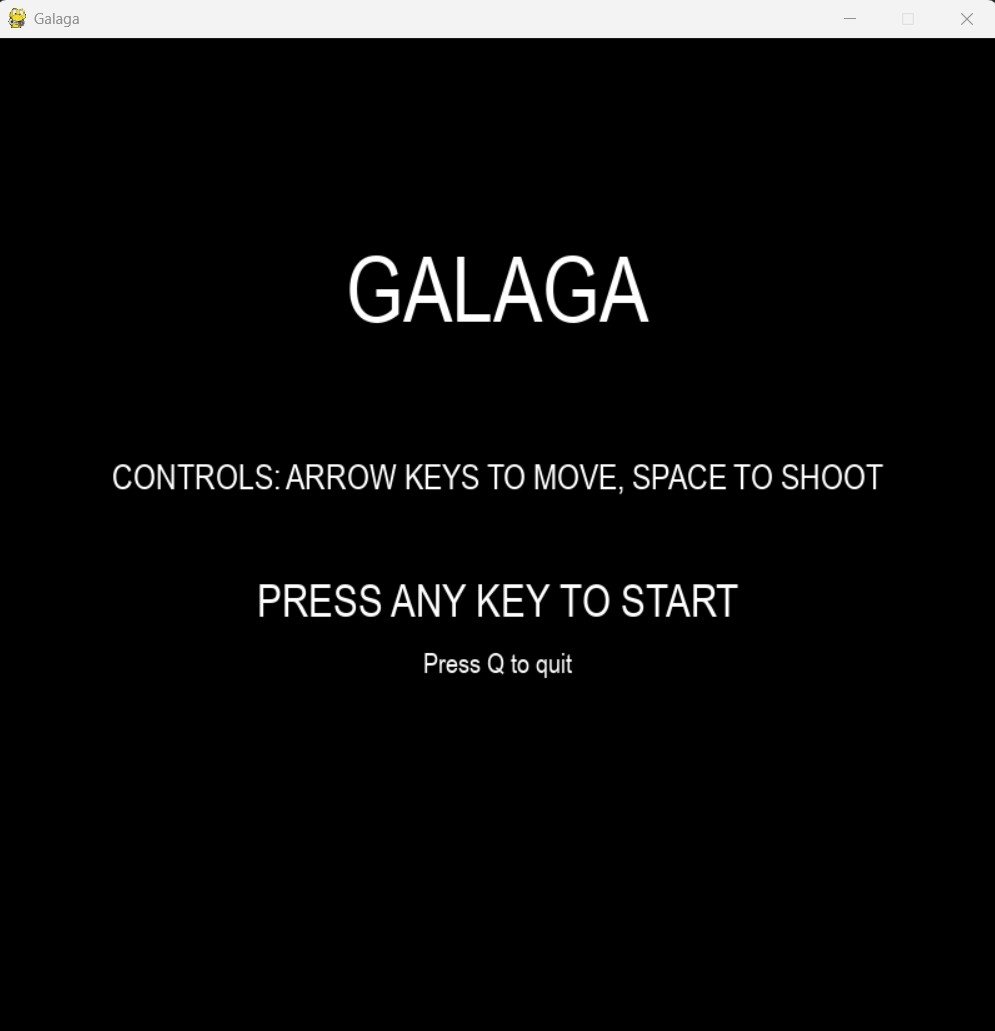 Galaga
GALAGA
CONTROLS: ARROW KEYS TO MOVE, SPACE TO SHOOT
PRESS ANY KEY TO START
Press Q to quit